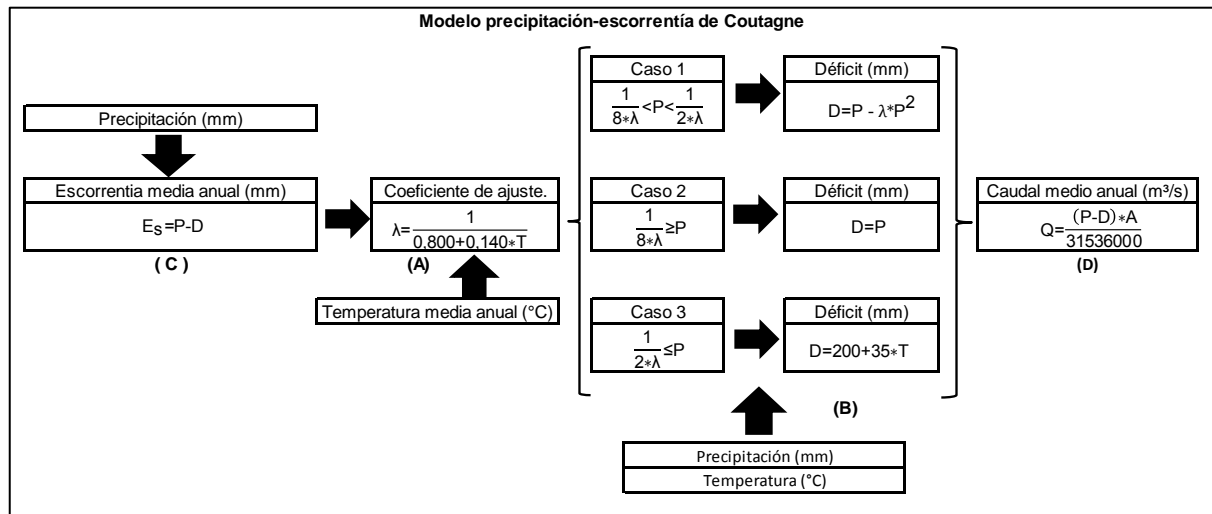 Modelo precipitación-escorrentía de Coutagne
Precipitación (mm)
Escorrentia media anual (mm)
E_S=P-D
( C )
Coeficiente de ajuste.
λ=1/(0,800+0,140*T)
(A)
Temperatura media anual (°C)
Caso 1
1/(8*λ)<P<1/(2*λ)
Déficit (mm)
D=P - λ*P²
Caso 2
1/(8*λ)≥P
Déficit (mm)
D=P
Caso 3
1/(2*λ)≤P
Déficit (mm)
D=200+35*T
(B)
Precipitación (mm)
Temperatura (°C)
Caudal medio anual (m³/s)
Q=(P-D)*A/31536000
(D)